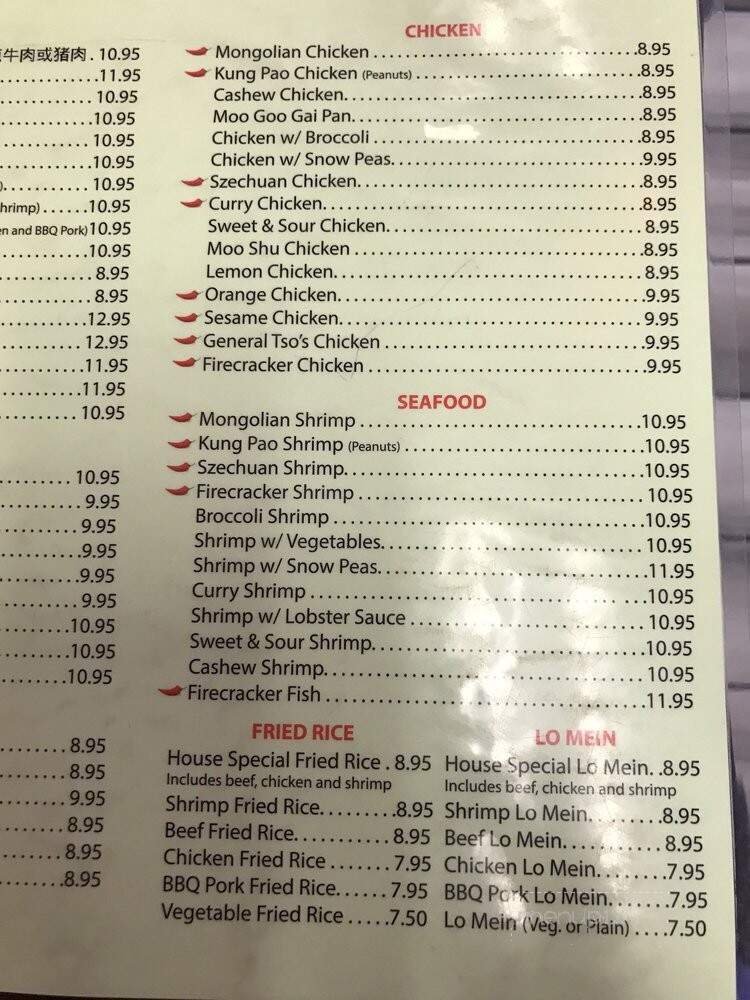 牛肉或猪肉 . 10.95
. . . . . . . . . . . .11.95
. . . . . . . . . . . . 10.95
. . . . . . . . . . . .10.95
. . . . . . . . . . . . 10.95
. . . . . . . . . . . . 10.95
). . . . . . . . . . . 10.95
hrimp) . . . . . .10.95
en and BBQ Pork)10.95
. . . . . . . . . . . .10.95
. . . . . . . . . . . . 8.95
. . . . . . . . . . . . 8.95
. . . . . . . . . . . .12.95
. . . . . . . . . . . . 12.95
. . . . . . . . . . . .11.95
. . . . . . . . . . . .11.95
. . . . . . . . . . . . 10.95
. . . . . . . . . . . 10.95
. . . . . . . . . . . . 9.95
. . . . . . . . . . . . 9.95
. . . . . . . . . . . .9.95
. . . . . . . . . . . .9.95
. . . . . . . . . . . . 9.95
. . . . . . . . . . .10.95
. . . . . . . . . . .10.95
. . . . . . . . . . .10.95
. . . . . . . . . . . 8.95
. . . . . . . . . . . 8.95
. . . . . . . . . . . 9.95
. . . . . . . . . . . 8.95
. . . . . . . . . . . 8.95
. . . . . . . . . . .8.95
CHICKEN
Mongolian Chicken . . . . . . . . . . . . . . . . . . . .8.95
Kung Pao Chicken (Peanuts) . . . . . . . . . . . . . . . .8.95
Cashew Chicken. . . . . . . . . . . . . . . . . . . . . .8.95
Moo Goo Gai Pan. . . . . . . . . . . . . . . . . . . . .8.95
Chicken w/ Broccoli . . . . . . . . . . . . . . . . . . .8.95
Chicken w/ Snow Peas. . . . . . . . . . . . . . . . . 9.95
Szechuan Chicken. . . . . . . . . . . . . . . . . . . . .8.95
Curry Chicken. . . . . . . . . . . . . . . . . . . . . . . .8.95
Sweet & Sour Chicken. . . . . . . . . . . . . . . . . 8.95
Moo Shu Chicken . . . . . . . . . . . . . . . . . . . . .8.95
Lemon Chicken. . . . . . . . . . . . . . . . . . . . . . 8.95
Orange Chicken. . . . . . . . . . . . . . . . . . . . . .9.95
Sesame Chicken. . . . . . . . . . . . . . . . . . . . . 9.95
General Tso's Chicken . . . . . . . . . . . . . . . . .9.95
Firecracker Chicken . . . . . . . . . . . . . . . . . . .9.95
SEAFOOD
Mongolian Shrimp . . . . . . . . . . . . . . . . . . . .10.95
Kung Pao Shrimp (Peanuts) . . . . . . . . . . . . . . .10.95
Szechuan Shrimp. . . . . . . . . . . . . . . . . . . . .10.95
Firecracker Shrimp . . . . . . . . . . . . . . . . . . . 10.95
Broccoli Shrimp . . . . . . . . . . . . . . . . . . . . . .10.95
Shrimp w/ Vegetables. . . . . . . . . . . . . . . . . 10.95
Shrimp w/ Snow Peas. . . . . . . . . . . . . . . . . .11.95
Curry Shrimp . . . . . . . . . . . . . . . . . . . . . . . .10.95
Shrimp w/ Lobster Sauce . . . . . . . . . . . . . . .10.95
Sweet & Sour Shrimp. . . . . . . . . . . . . . . . . .10.95
Cashew Shrimp. . . . . . . . . . . . . . . . . . . . . . 10.95
Firecracker Fish . . . . . . . . . . . . . . . . . . . . . .11.95
FRIED RICE
House Special Fried Rice . 8.95
Includes beef, chicken and shrimp
Shrimp Fried Rice. . . . . . .8.95
Beef Fried Rice. . . . . . . . . 8.95
Chicken Fried Rice . . . . . . . 7.95
BBQ Pork Fried Rice. . . . . 7.95
Vegetable Fried Rice . . . . .7.50
LO MEIN
House Special Lo Mein. .8.95
Includes beef, chicken and shrimp
Shrimp Lo Mein. . . . . . .8.95
Beef Lo Mein. . . . . . . . . 8.95
Chicken Lo Mein. . . . . . .7.95
BBQ Pork Lo Mein. . . . . .7.95
Lo Mein (Veg. or Plain) . . . .7.50